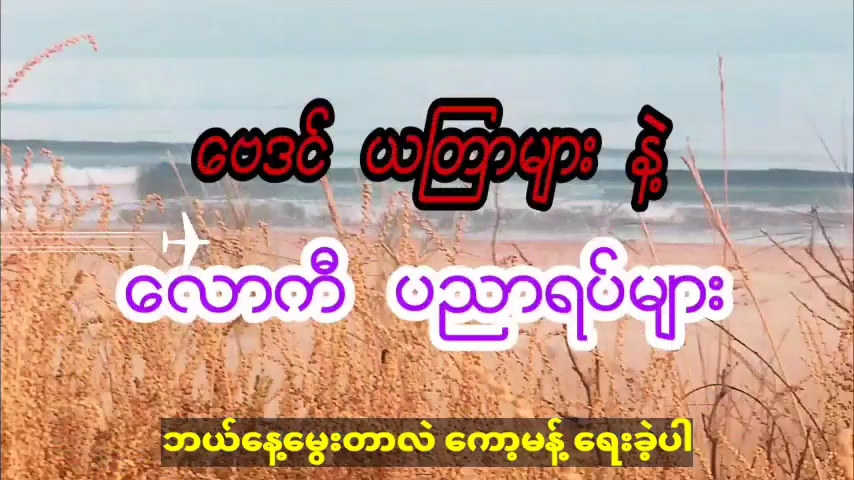 ဗေဒင် ယတြာများ နဲ့
လောကီ ပညာရပ်များ
ဘယ်နေ့မွေးတာလဲ ကော့မန့် ရေးခဲ့ပါ